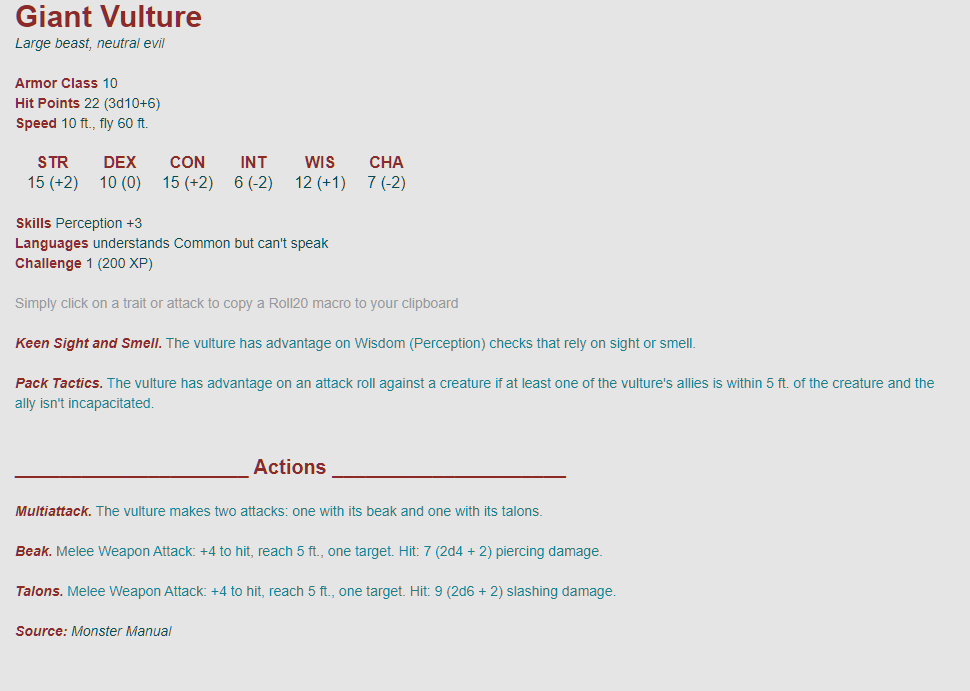 Giant Vulture
Large beast, neutral evil
Armor Class 10
Hit Points 22 (3d10+6)
Speed 10 ft., fly 60 ft.
STR DEX CON INT WIS CHA
15 (+2) 10 (0) 15 (+2) 6 (-2) 12 (+1) 7 (-2)
Skills Perception +3
Languages understands Common but can't speak
Challenge 1 (200 XP)
Simply click on a trait or attack to copy a Roll20 macro to your clipboard
Keen Sight and Smell. The vulture has advantage on Wisdom (Perception) checks that rely on sight or smell.
Pack Tactics. The vulture has advantage on an attack roll against a creature if at least one of the vulture's allies is within 5 ft. of the creature and the
ally isn't incapacitated.
_____________________ Actions _____________________
Multiattack. The vulture makes two attacks: one with its beak and one with its talons.
Beak. Melee Weapon Attack: +4 to hit, reach 5 ft., one target. Hit: 7 (2d4 + 2) piercing damage.
Talons. Melee Weapon Attack: +4 to hit, reach 5 ft., one target. Hit: 9 (2d6 + 2) slashing damage.
Source: Monster Manual